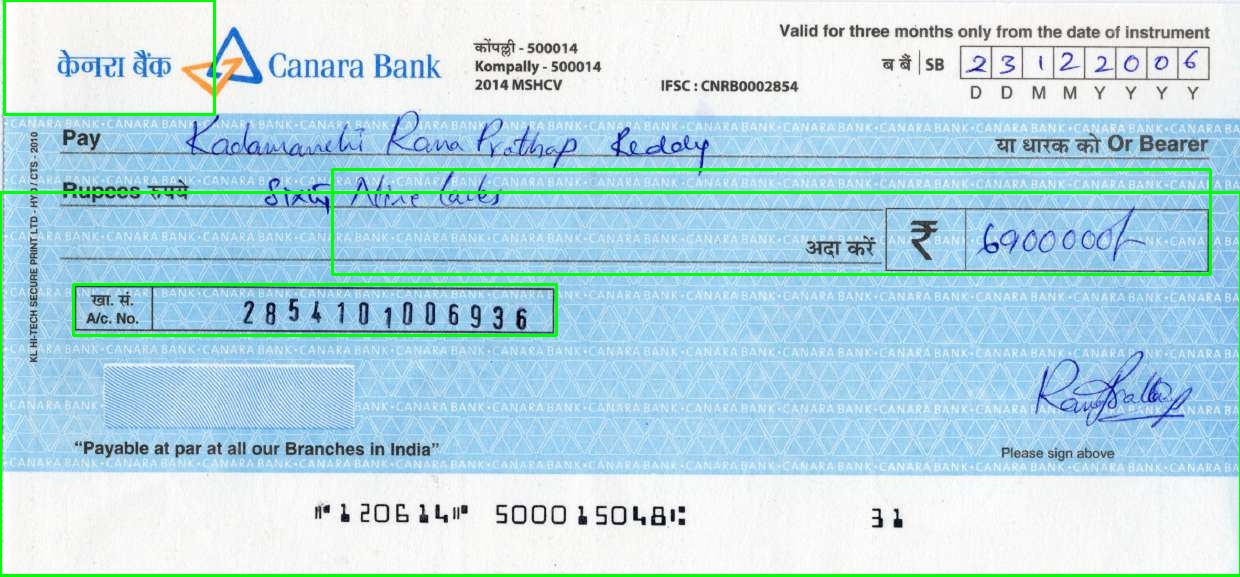 Valid for three months only from the date of instrument
केनरा बैंक Canara Bank
कोंपल्ली - 500014
Kompally - 500014
2014 MSHCV
IFSC : CNRB0002854
ब बैं SB 2 3 1 2 2 0 0 6
D D M M Y Y Y Y
Pay Kadamanchi Rana Prathap Reddy या धारक को Or Bearer
Rupees रुपये Sixty Nine Lakhs
अदा करें ₹ 6900000/-
खा. सं.
A/c. No. 2854101006936
KL HI-TECH SECURE PRINT LTD - HYD / CTS - 2010
"Payable at par at all our Branches in India"
Please sign above
⑈120614⑈ 500015048⑆ 31